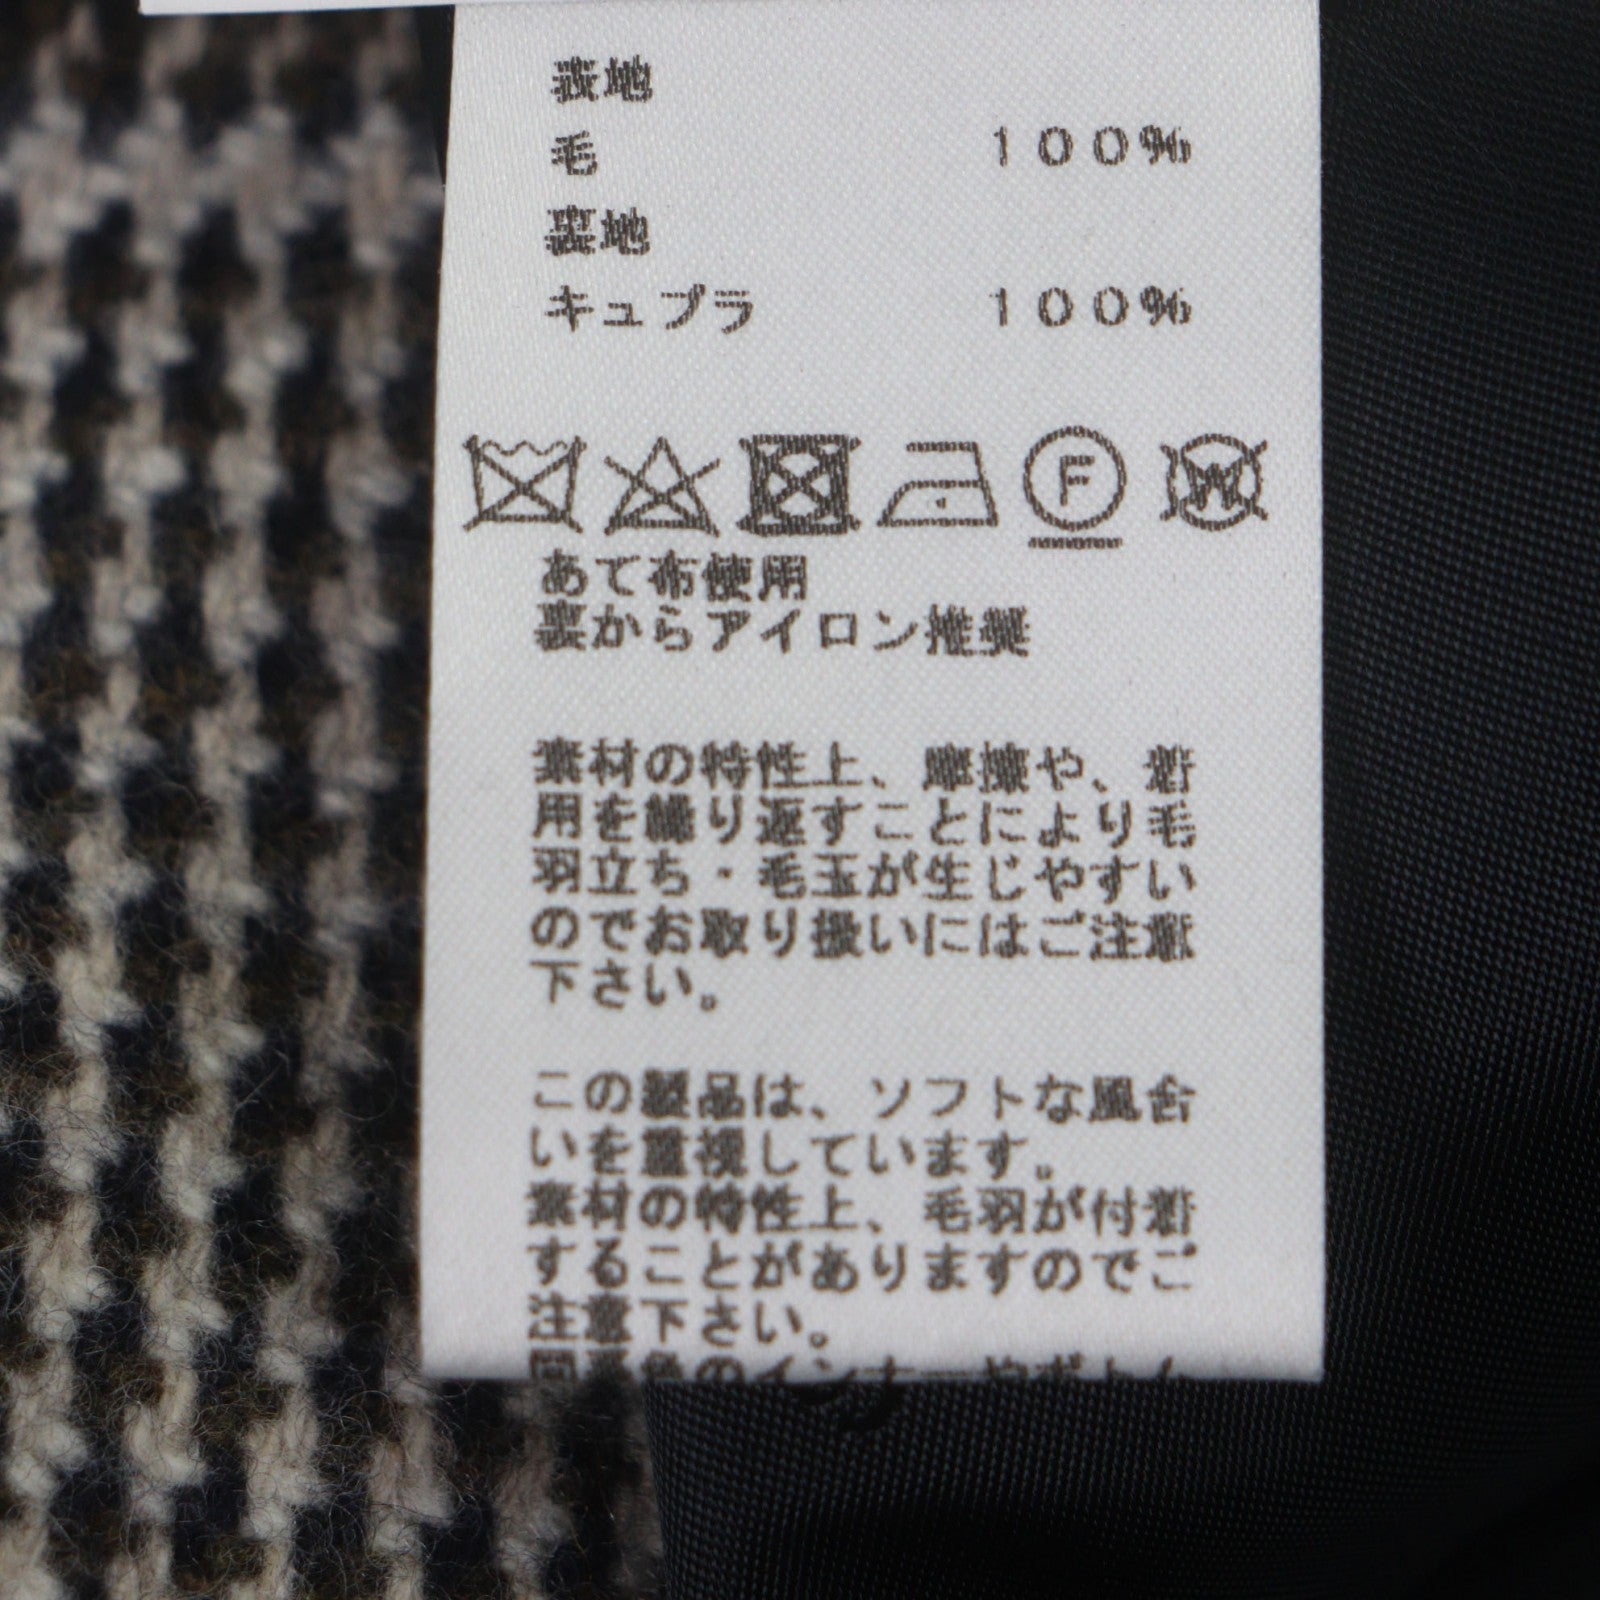 表地
毛 100%
裏地
キュプラ 100%
F W
あて布使用
裏からアイロン推奨
素材の特性上、摩擦や、着
用を繰り返すことにより毛
羽立ち・毛玉が生じやすい
のでお取り扱いにはご注意
下さい。
この製品は、ソフトな風合
いを重視しています。
素材の特性上、毛羽が付着
することがありますのでご
注意下さい。